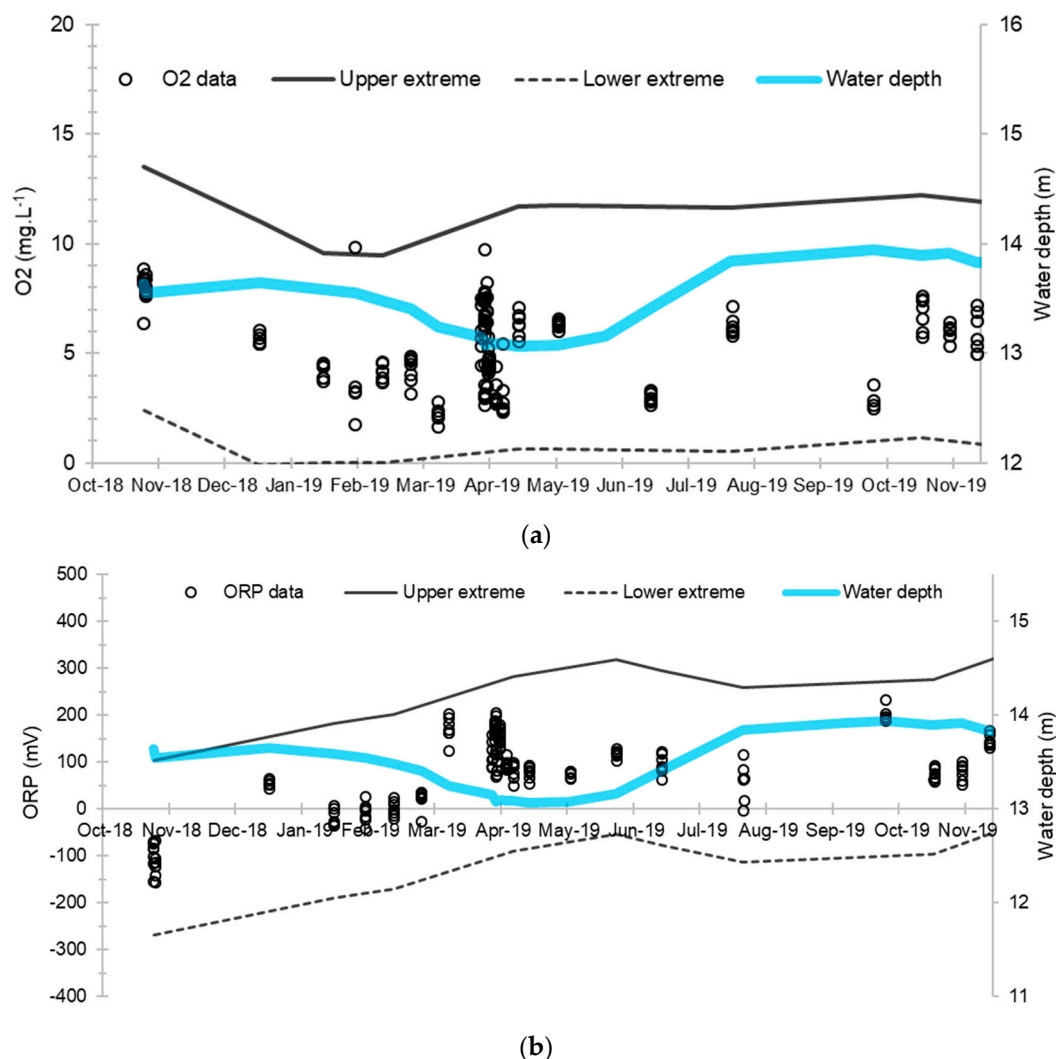 (a)
20
16
O2 data
Upper extreme
Lower extreme
Water depth
15
15
O2 (mg.L-1)
10
14
Water depth (m)
5
13
0
12
Oct-18 Nov-18 Dec-18 Jan-19 Feb-19 Mar-19 Apr-19 May-19 Jun-19 Jul-19 Aug-19 Sep-19 Oct-19 Nov-19
(a)
500
ORP data
Upper extreme
Lower extreme
Water depth
400
15
300
200
14
100
ORP (mV)
Water depth (m)
0
13
Oct-18 Nov-18 Dec-18 Jan-19 Feb-19 Mar-19 Apr-19 May-19 Jun-19 Jul-19 Aug-19 Sep-19 Oct-19 Nov-19
-100
-200
12
-300
-400
11
(b)